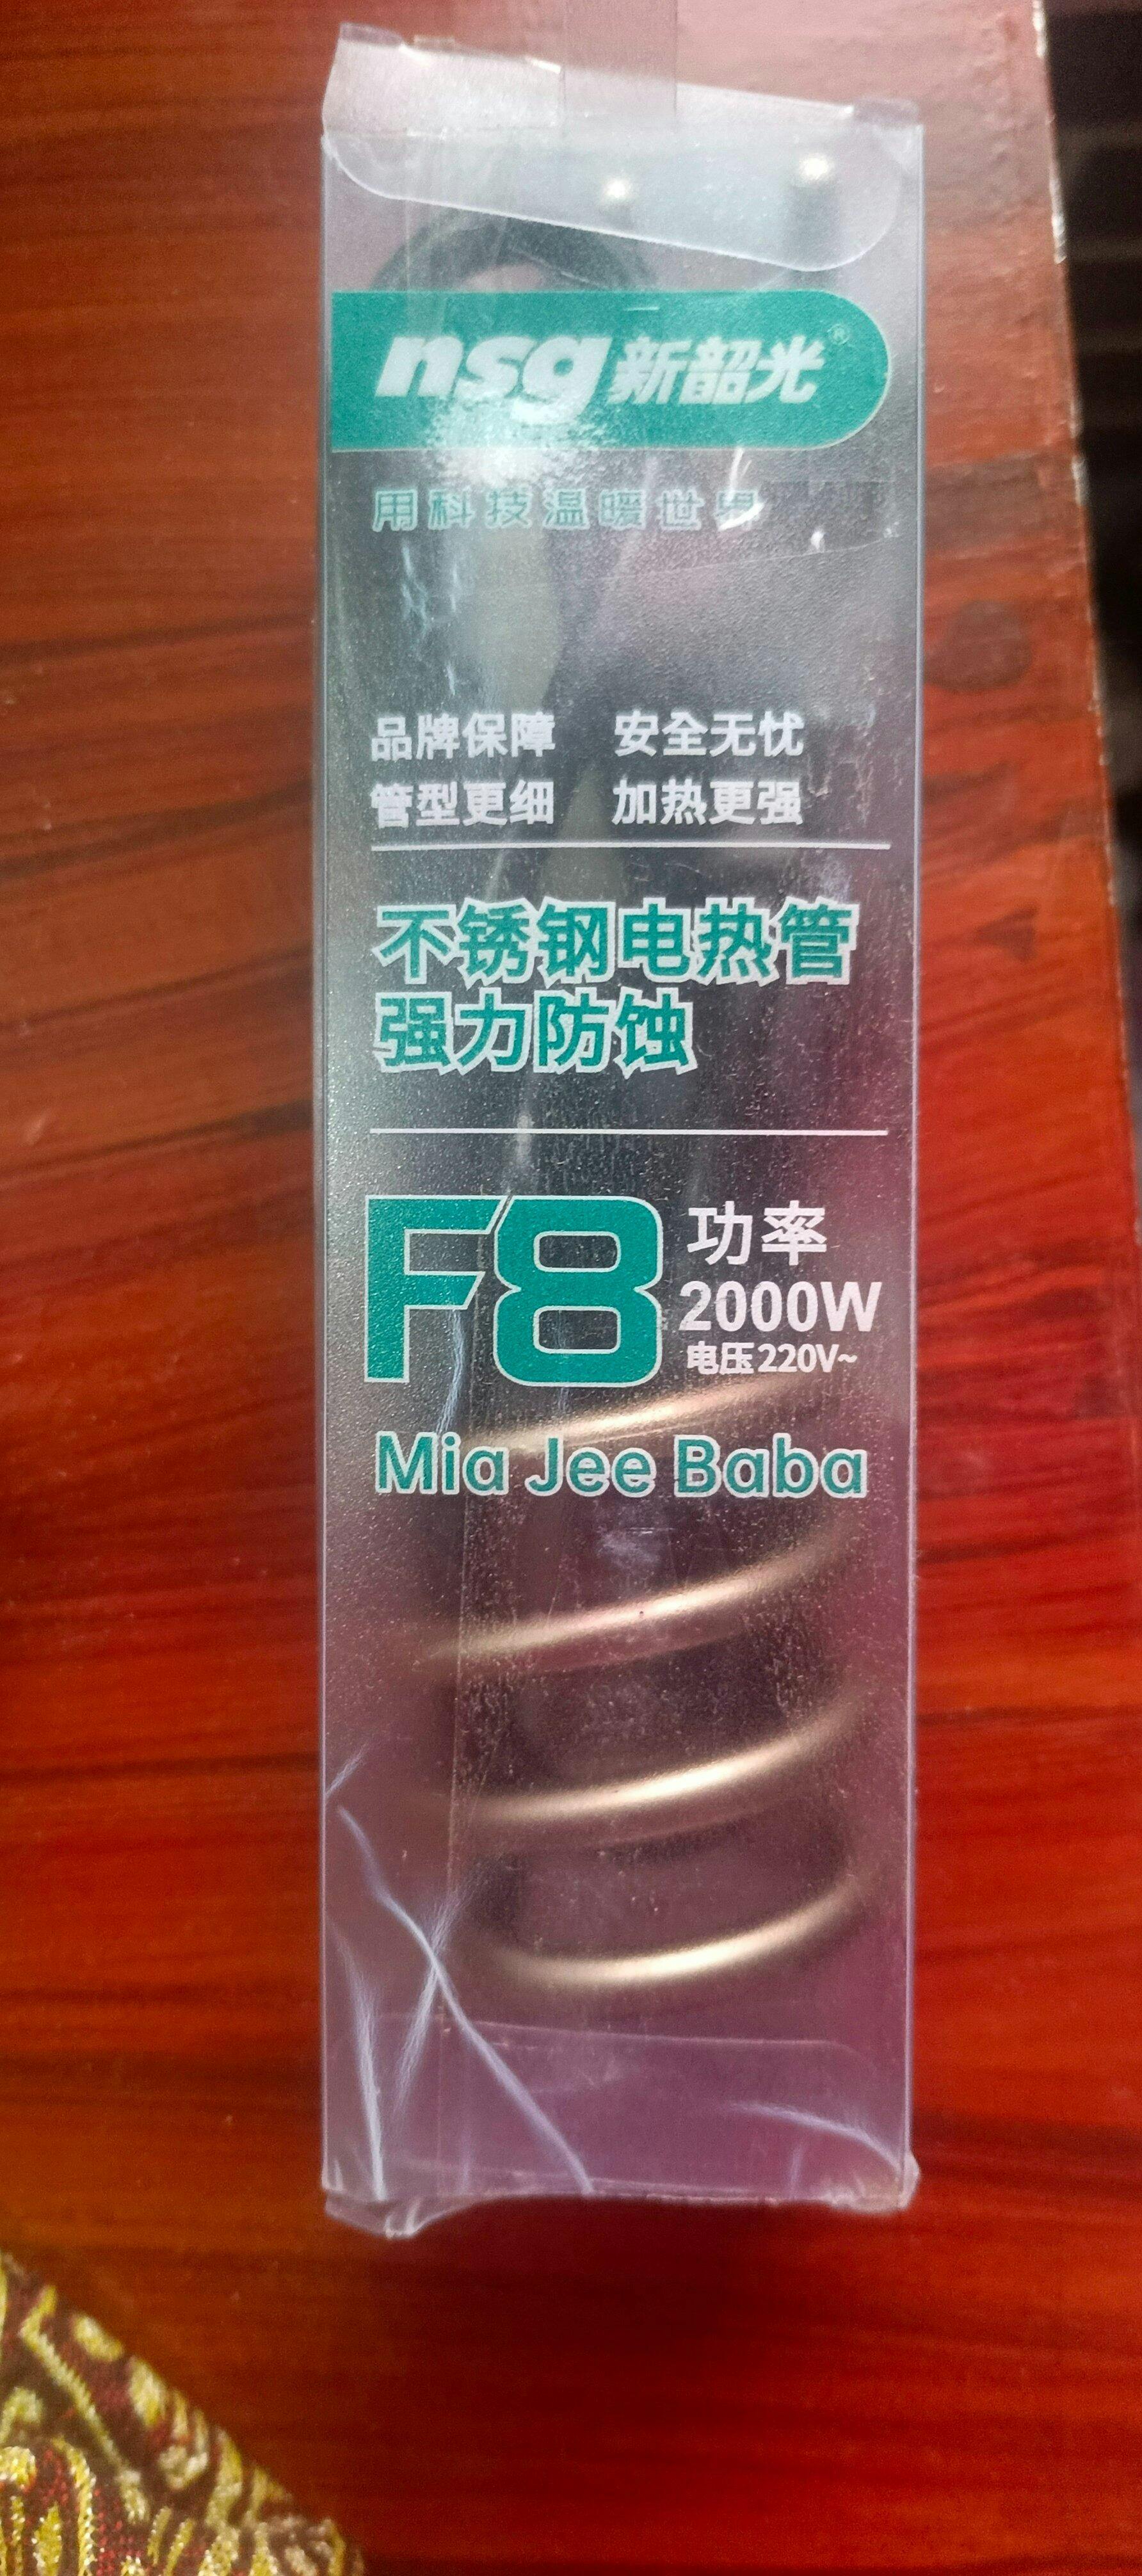 nsg 新韶光®
用科技温暖世界
品牌保障 安全无忧
管型更细 加热更强
不锈钢电热管
强力防蚀
F8 功率
2000W
电压220V~
Mia Jee Baba